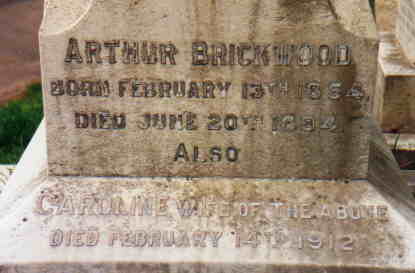 ARTHUR BRICKWOOD
BORN FEBRUARY 13TH 1864
DIED JUNE 20TH 1894
ALSO
CAROLINE WIFE OF THE ABOVE
DIED FEBRUARY 14TH 1912